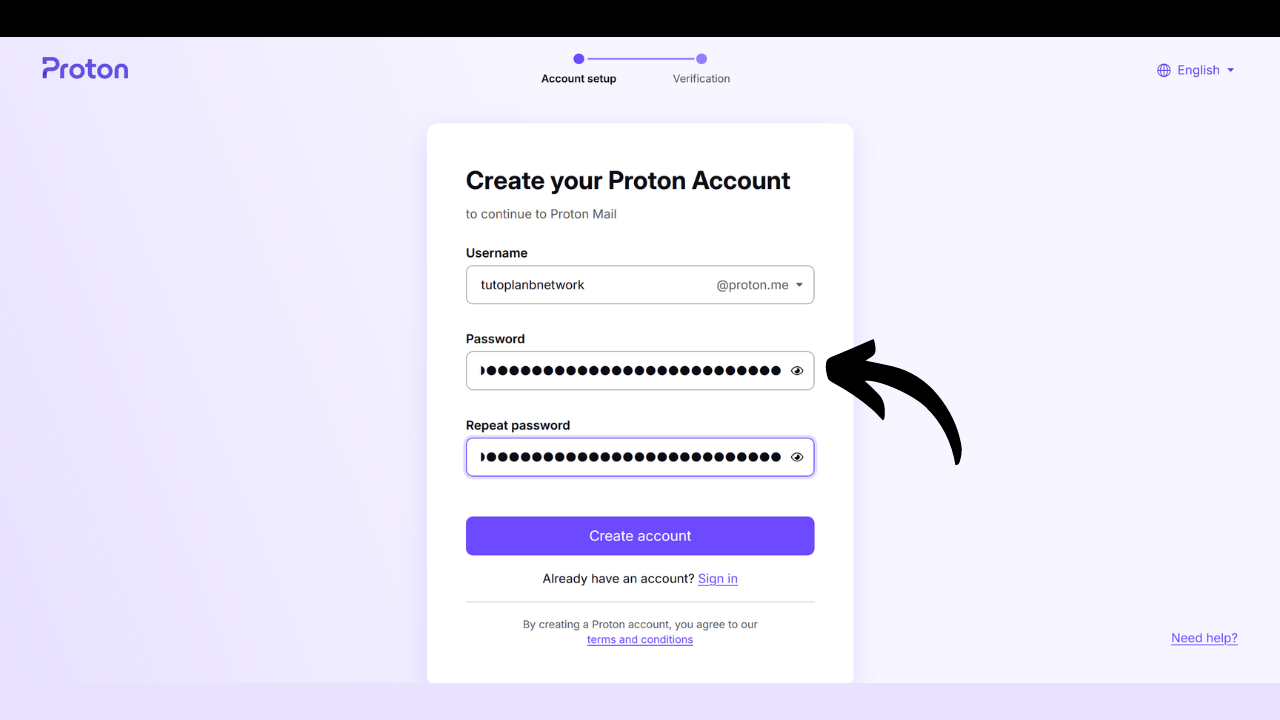 Proton
Account setup
Verification
English
Create your Proton Account
to continue to Proton Mail
Username
tutoplanbnetwork @proton.me
Password
Repeat password
Create account
Already have an account? Sign in
By creating a Proton account, you agree to our
terms and conditions
Need help?